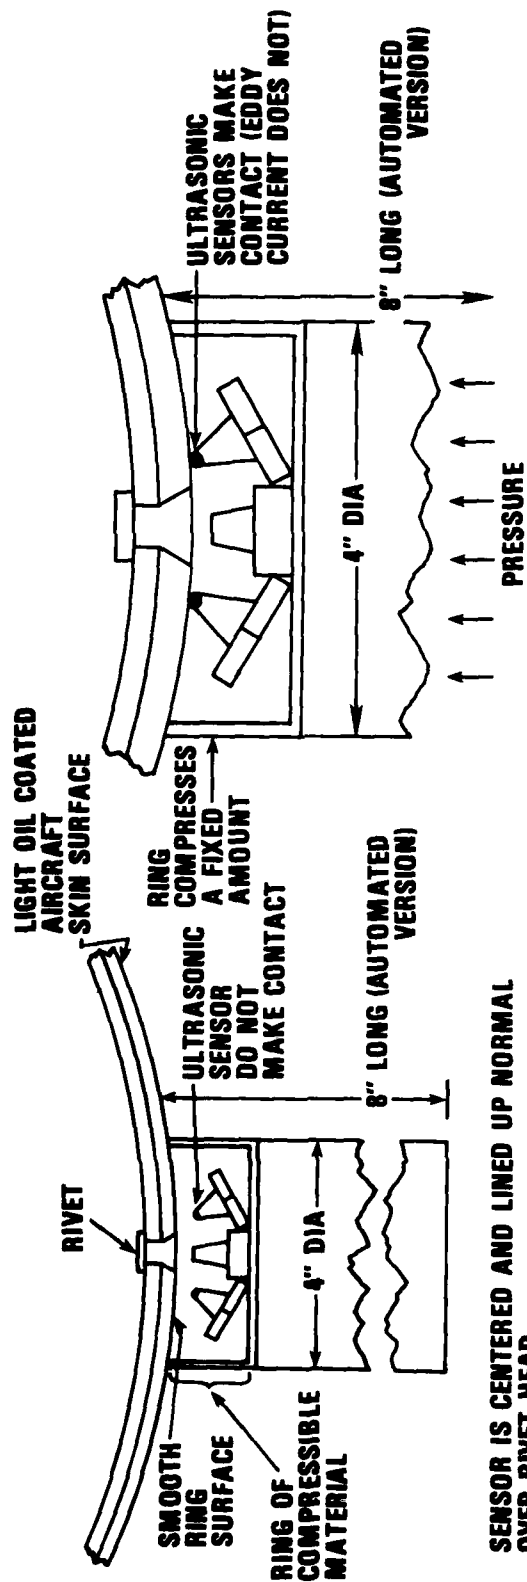 LIGHT OIL COATED
AIRCRAFT
SKIN SURFACE
RIVET
SMOOTH
RING
SURFACE
RING OF
COMPRESSIBLE
MATERIAL
ULTRASONIC
SENSOR
DO NOT
MAKE CONTACT
4" DIA
8" LONG (AUTOMATED
VERSION)
SENSOR IS CENTERED AND LINED UP NORMAL
OVER RIVET HEAD
RING
COMPRESSES
A FIXED
AMOUNT
ULTRASONIC
SENSORS MAKE
CONTACT (EDDY
CURRENT DOES NOT)
4" DIA
8" LONG (AUTOMATED
VERSION)
PRESSURE